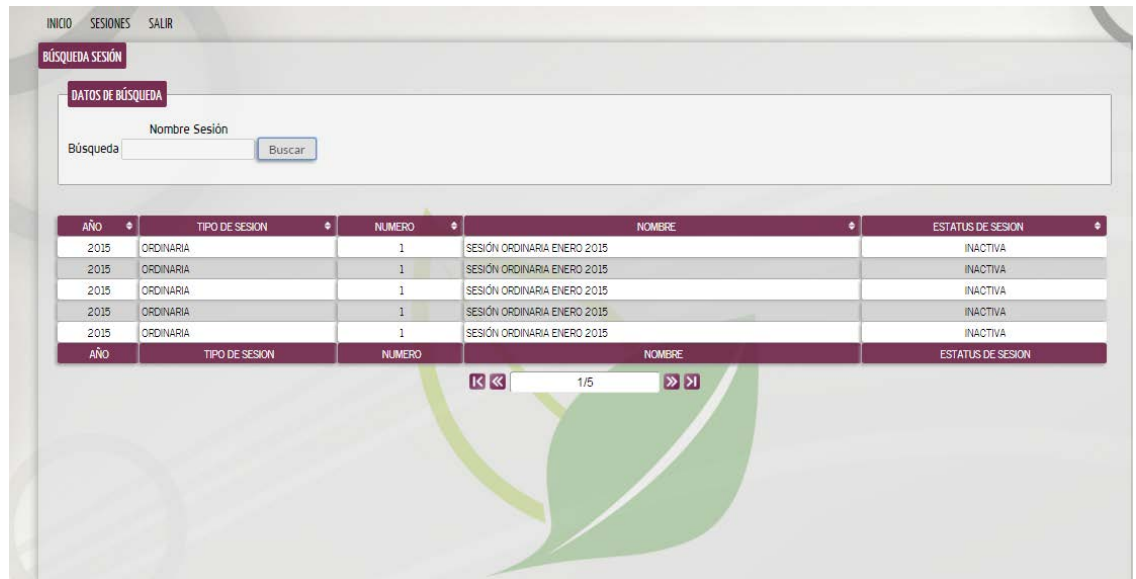 INICIO SESIONES SALIR
BÚSQUEDA SESIÓN
DATOS DE BÚSQUEDA
Nombre Sesión
Búsqueda Buscar
AÑO TIPO DE SESION NUMERO NOMBRE ESTATUS DE SESION
2015 ORDINARIA 1 SESIÓN ORDINARIA ENERO 2015 INACTIVA
2015 ORDINARIA 1 SESIÓN ORDINARIA ENERO 2015 INACTIVA
2015 ORDINARIA 1 SESIÓN ORDINARIA ENERO 2015 INACTIVA
2015 ORDINARIA 1 SESIÓN ORDINARIA ENERO 2015 INACTIVA
2015 ORDINARIA 1 SESIÓN ORDINARIA ENERO 2015 INACTIVA
AÑO TIPO DE SESION NUMERO NOMBRE ESTATUS DE SESION
1/5